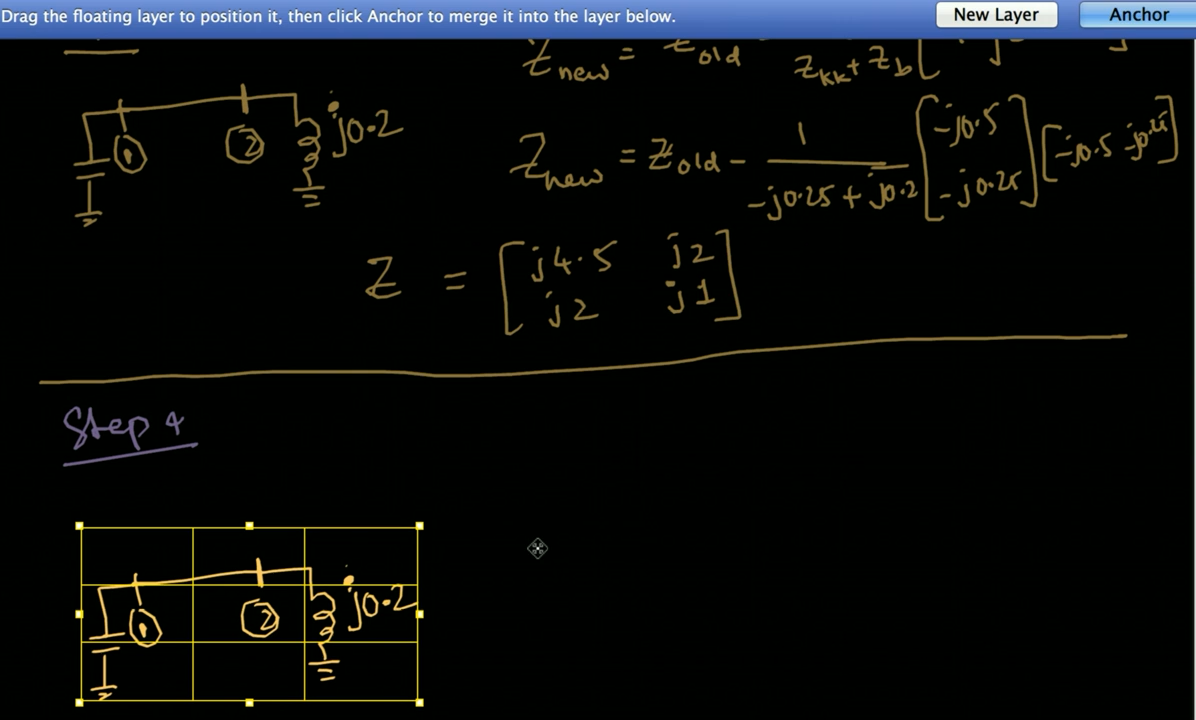 Drag the floating layer to position it, then click Anchor to merge it into the layer below.
New Layer
Anchor
Znew = Zold
Zkk + Zb
① ② j0.2
Znew = Zold - 1 / -j0.25 + j0.2 [-j0.5 -j0.25] [-j0.5 -j0.25]
Z = [j4.5 j2
j2 j1]
Step 4
① ② j0.2